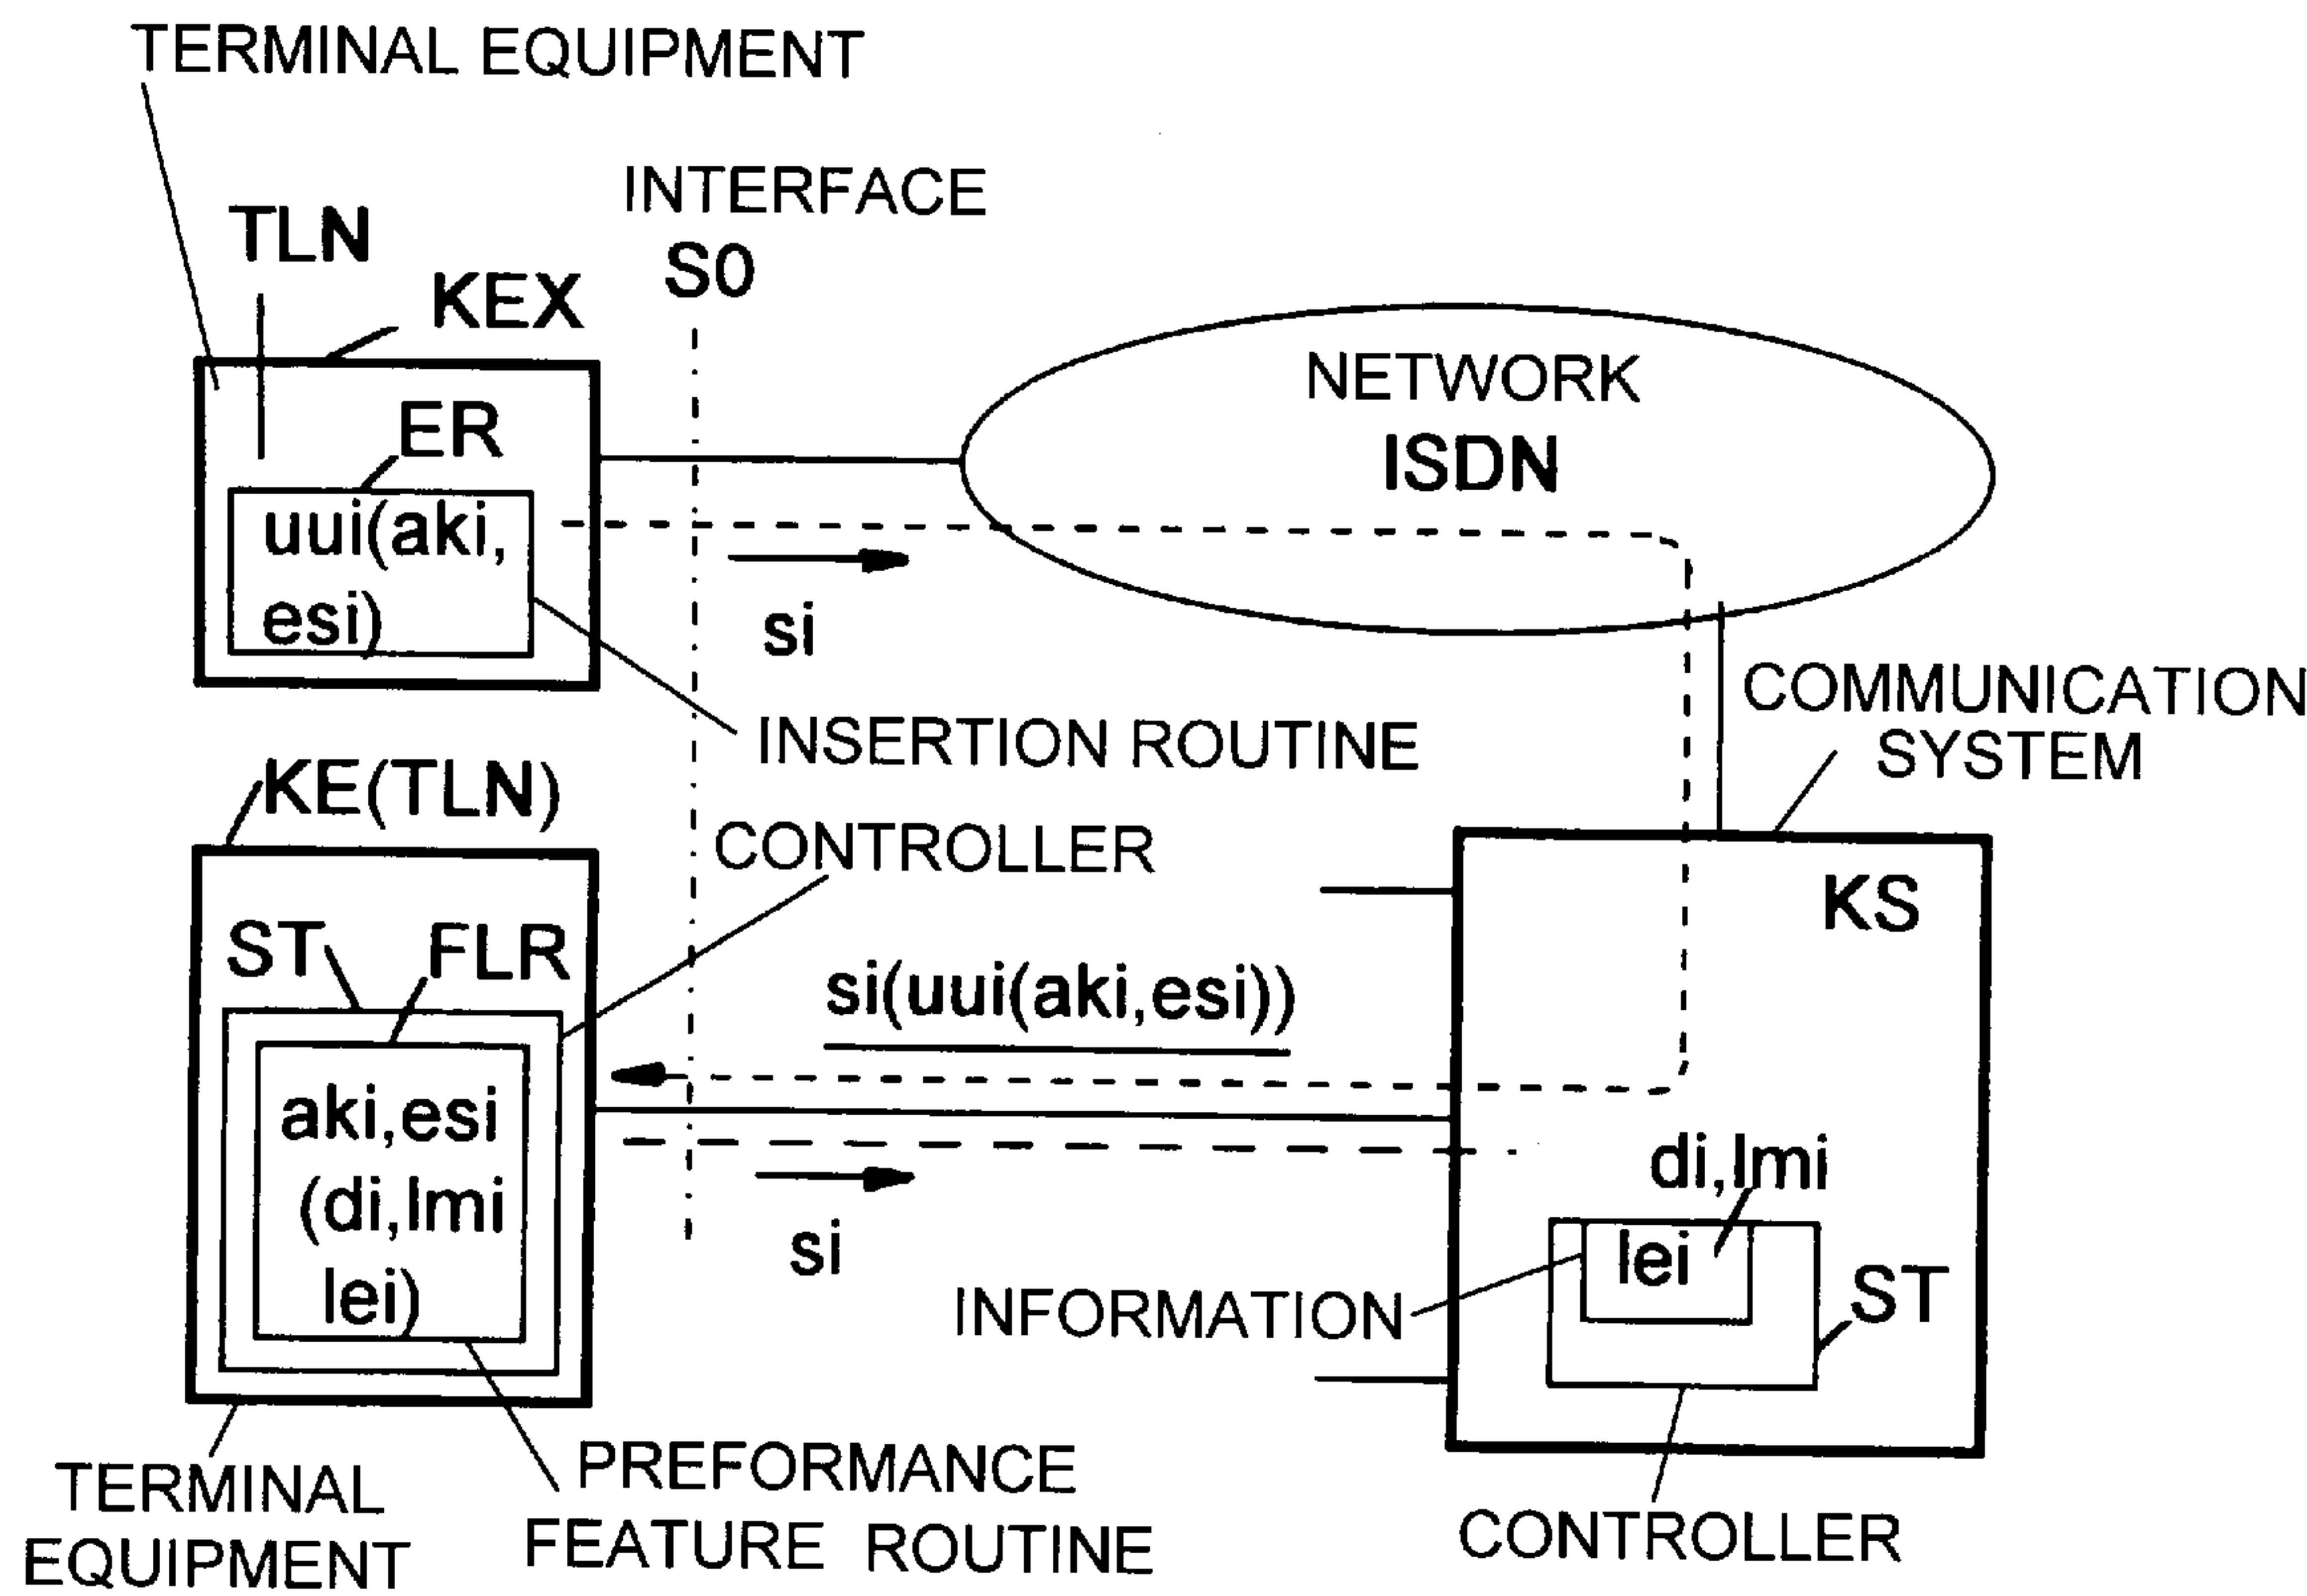 TERMINAL EQUIPMENT
INTERFACE
TLN
S0
KEX
NETWORK
ISDN
ER
uui(aki,
esi)
si
COMMUNICATION
SYSTEM
INSERTION ROUTINE
KE(TLN)
CONTROLLER
KS
ST
FLR
si(uui(aki,esi))
aki,esi
(di,lmi
lei)
di,lmi
lei
si
ST
INFORMATION
PREFORMANCE
FEATURE ROUTINE
TERMINAL
EQUIPMENT
CONTROLLER